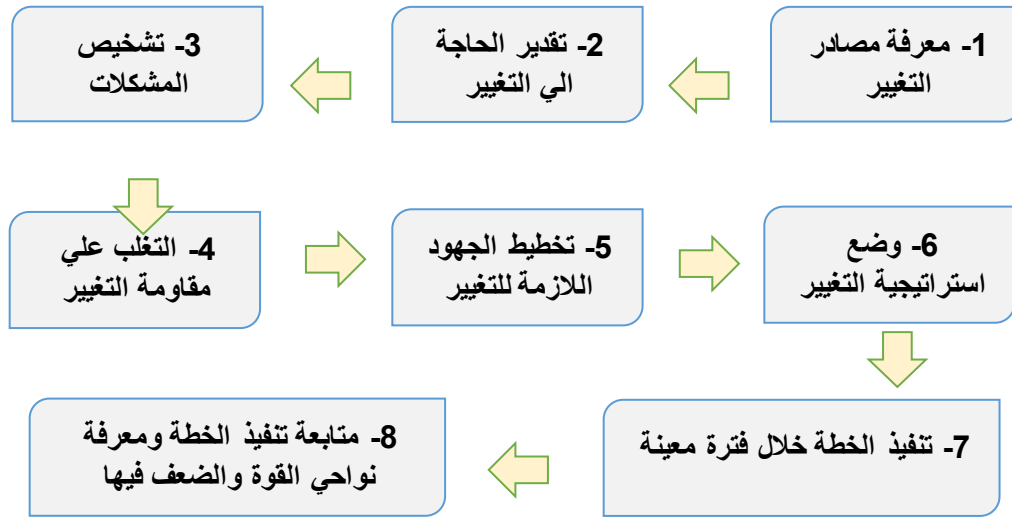 1- معرفة مصادر
التغيير
2- تقدير الحاجة
الي التغيير
3- تشخيص
المشكلات
4- التغلب علي
مقاومة التغيير
5- تخطيط الجهود
اللازمة للتغيير
6- وضع
استراتيجية التغيير
7- تنفيذ الخطة خلال فترة معينة
8- متابعة تنفيذ الخطة ومعرفة
نواحي القوة والضعف فيها